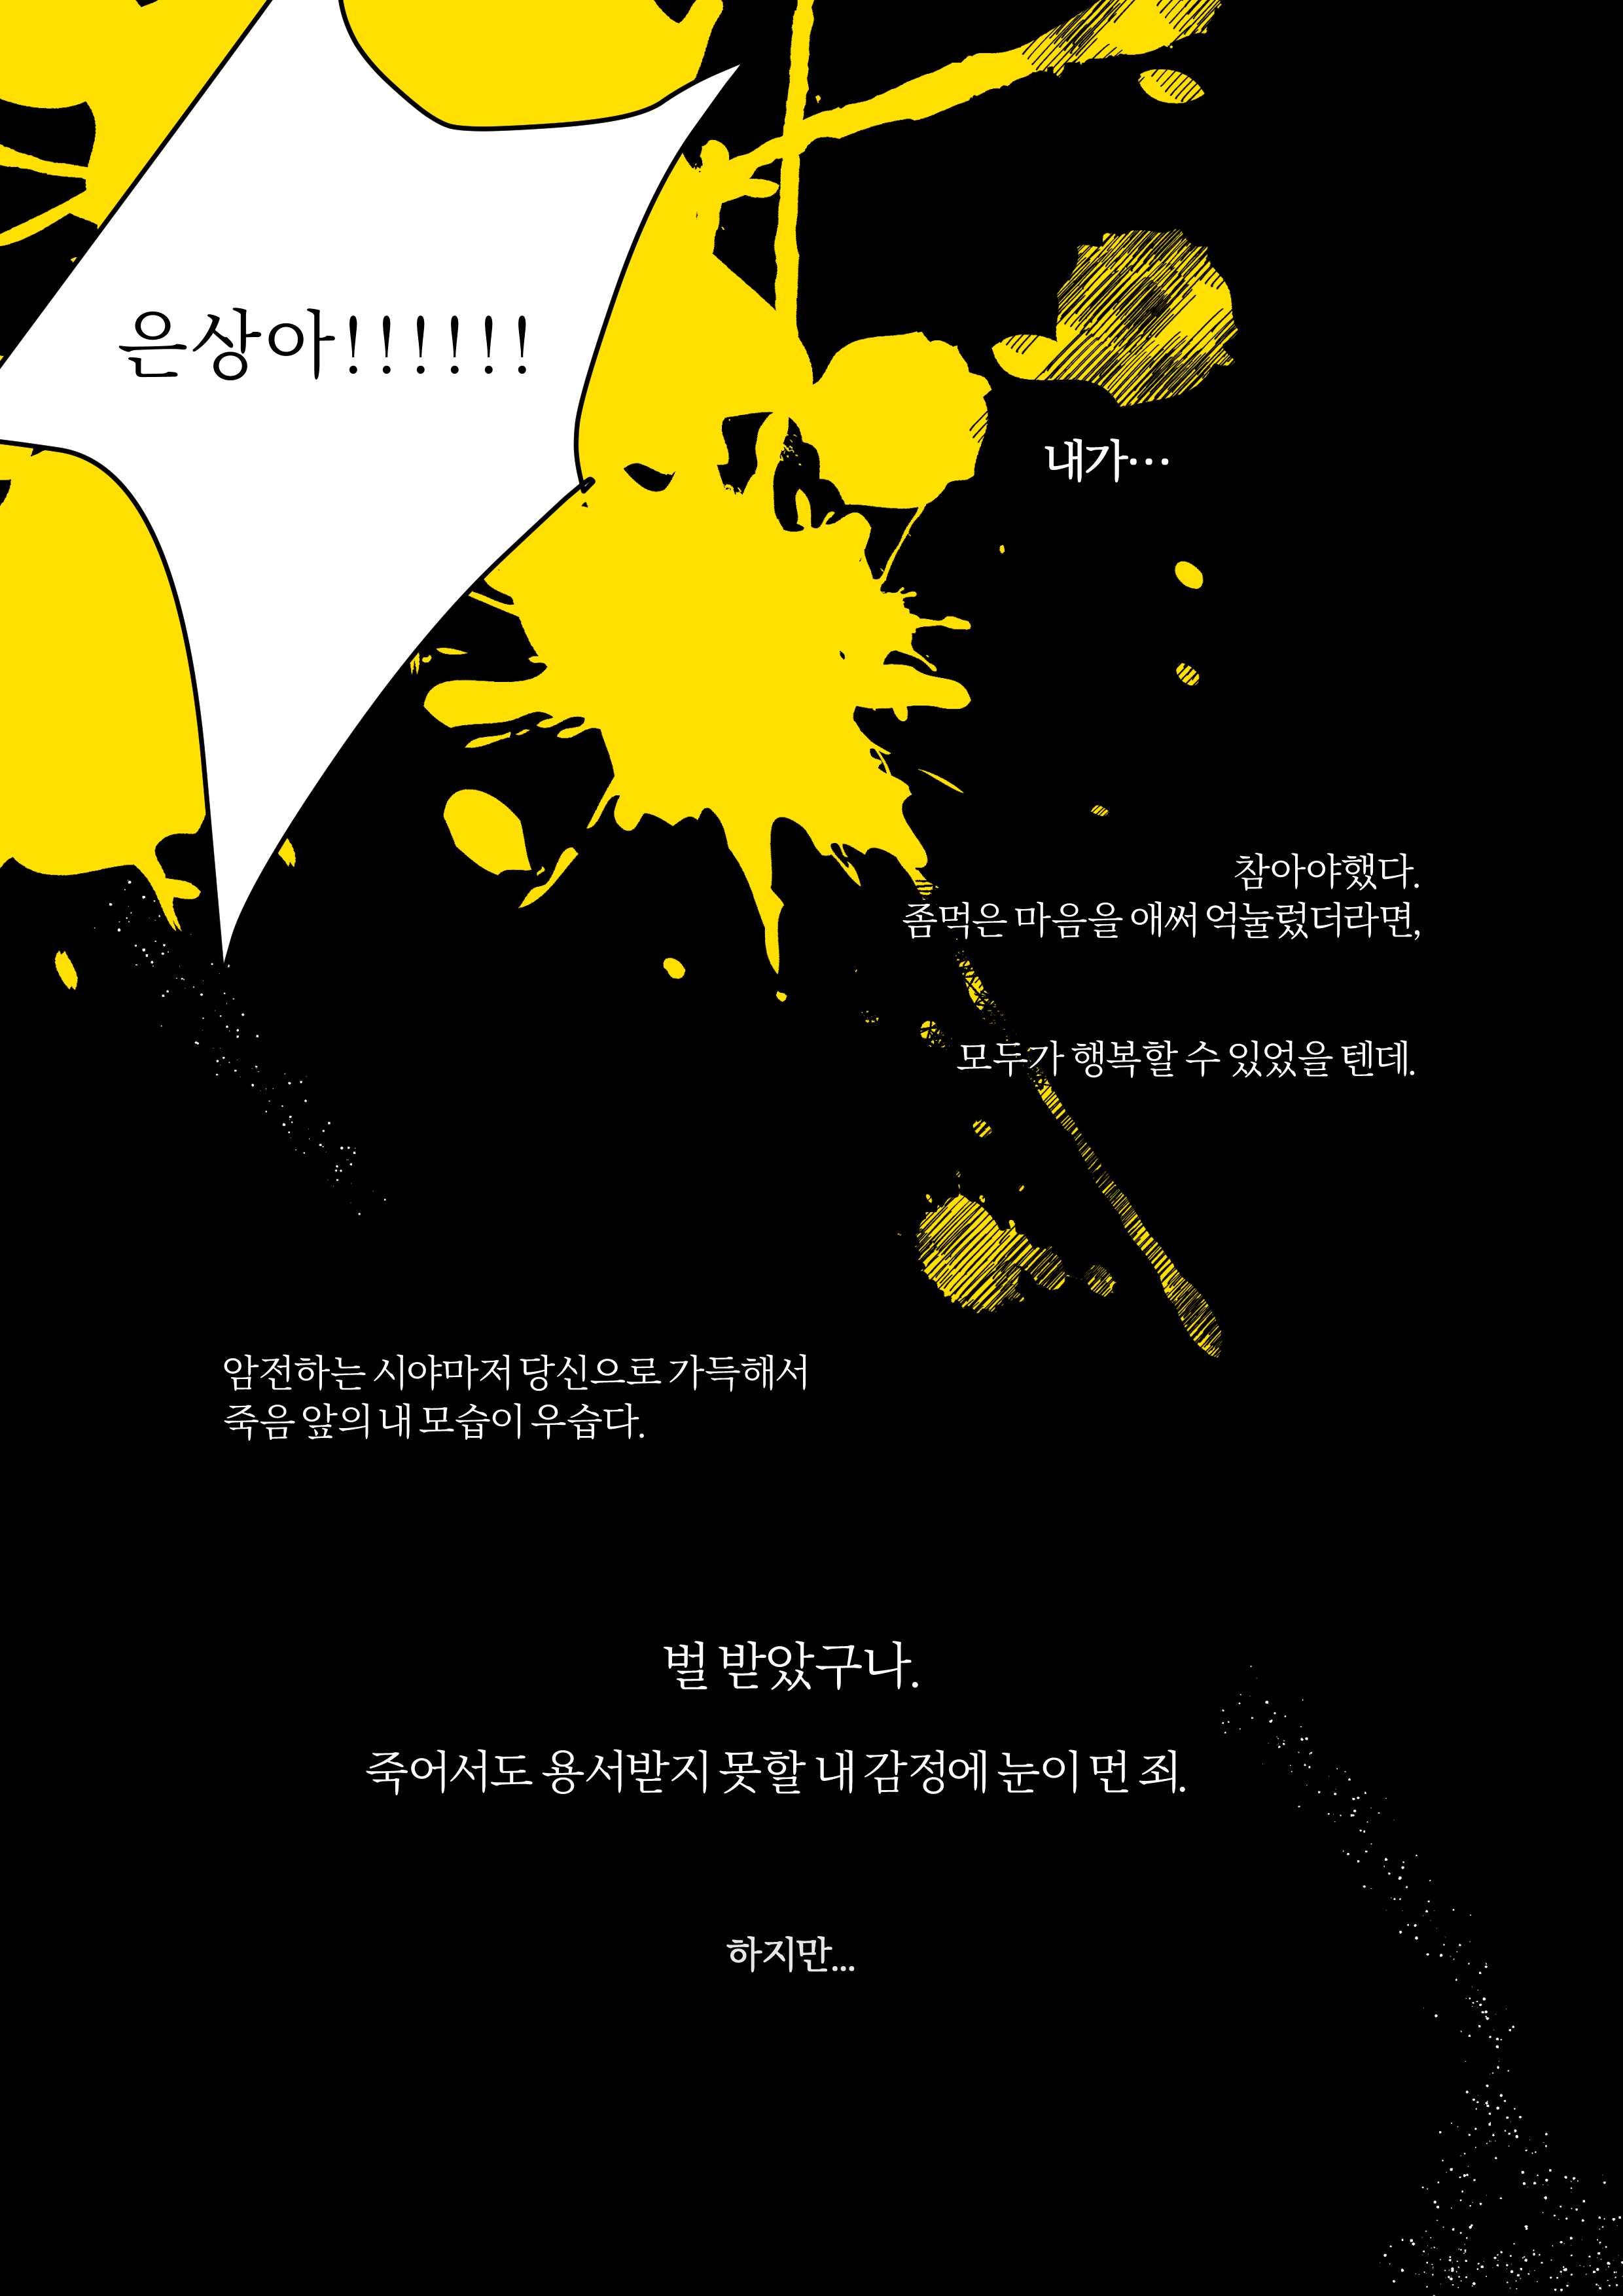 은상아!!!!!!
내가…
참아야했다.
좀먹은 마음을 애써 억눌렀더라면,
모두가 행복할 수 있었을 텐데.
암전하는 시야마저 당신으로 가득해서
죽음 앞의 내 모습이 우습다.
벌 받았구나.
죽어서도 용서받지 못할 내 감정에 눈이 먼 죄.
하지만...